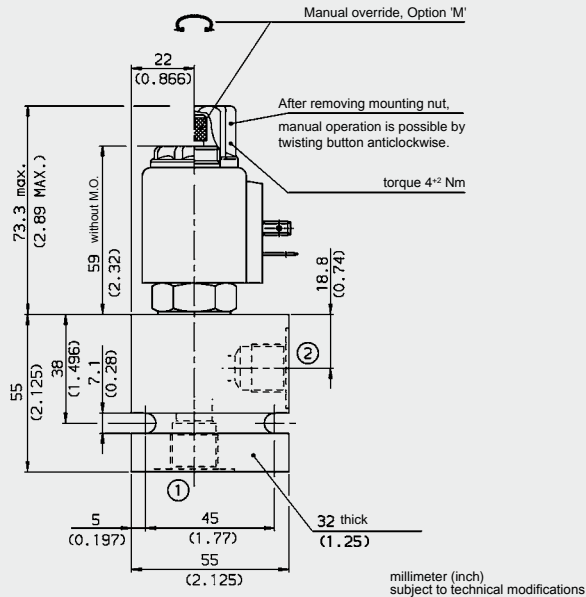 Manual override, Option 'M'
22
(0.866)
After removing mounting nut,
manual operation is possible by
twisting button anticlockwise.
torque 4⁺² Nm
73.3 max.
(2.89 MAX.)
59 without M.O.
(2.32)
18.8
(0.74)
55
(2.125)
38
(1.496)
7.1
(0.28)
2
1
5
(0.197)
45
(1.77)
32 thick
(1.25)
55
(2.125)
millimeter (inch)
subject to technical modifications